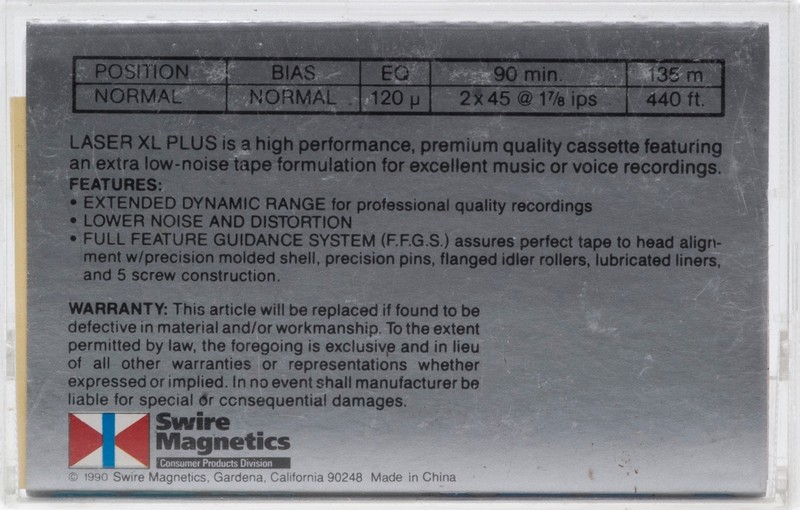 POSITION BIAS EQ 90 min. 135 m
NORMAL NORMAL 120 µ 2x45 @ 1⅞ ips 440 ft.
LASER XL PLUS is a high performance, premium quality cassette featuring
an extra low-noise tape formulation for excellent music or voice recordings.
FEATURES:
• EXTENDED DYNAMIC RANGE for professional quality recordings
• LOWER NOISE AND DISTORTION
• FULL FEATURE GUIDANCE SYSTEM (F.F.G.S.) assures perfect tape to head align-
ment w/precision molded shell, precision pins, flanged idler rollers, lubricated liners,
and 5 screw construction.
WARRANTY: This article will be replaced if found to be
defective in material and/or workmanship. To the extent
permitted by law, the foregoing is exclusive and in lieu
of all other warranties or representations whether
expressed or implied. In no event shall manufacturer be
liable for special or consequential damages.
Swire
Magnetics
Consumer Products Division
© 1990 Swire Magnetics, Gardena, California 90248 Made in China